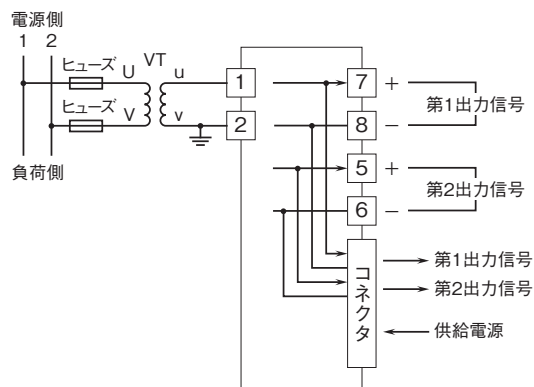 電源側
1 2
ヒューズ U VT u
ヒューズ V v
負荷側
1
2
7 +
8 −
第1出力信号
5 +
6 −
第2出力信号
コネクタ
第1出力信号
第2出力信号
供給電源